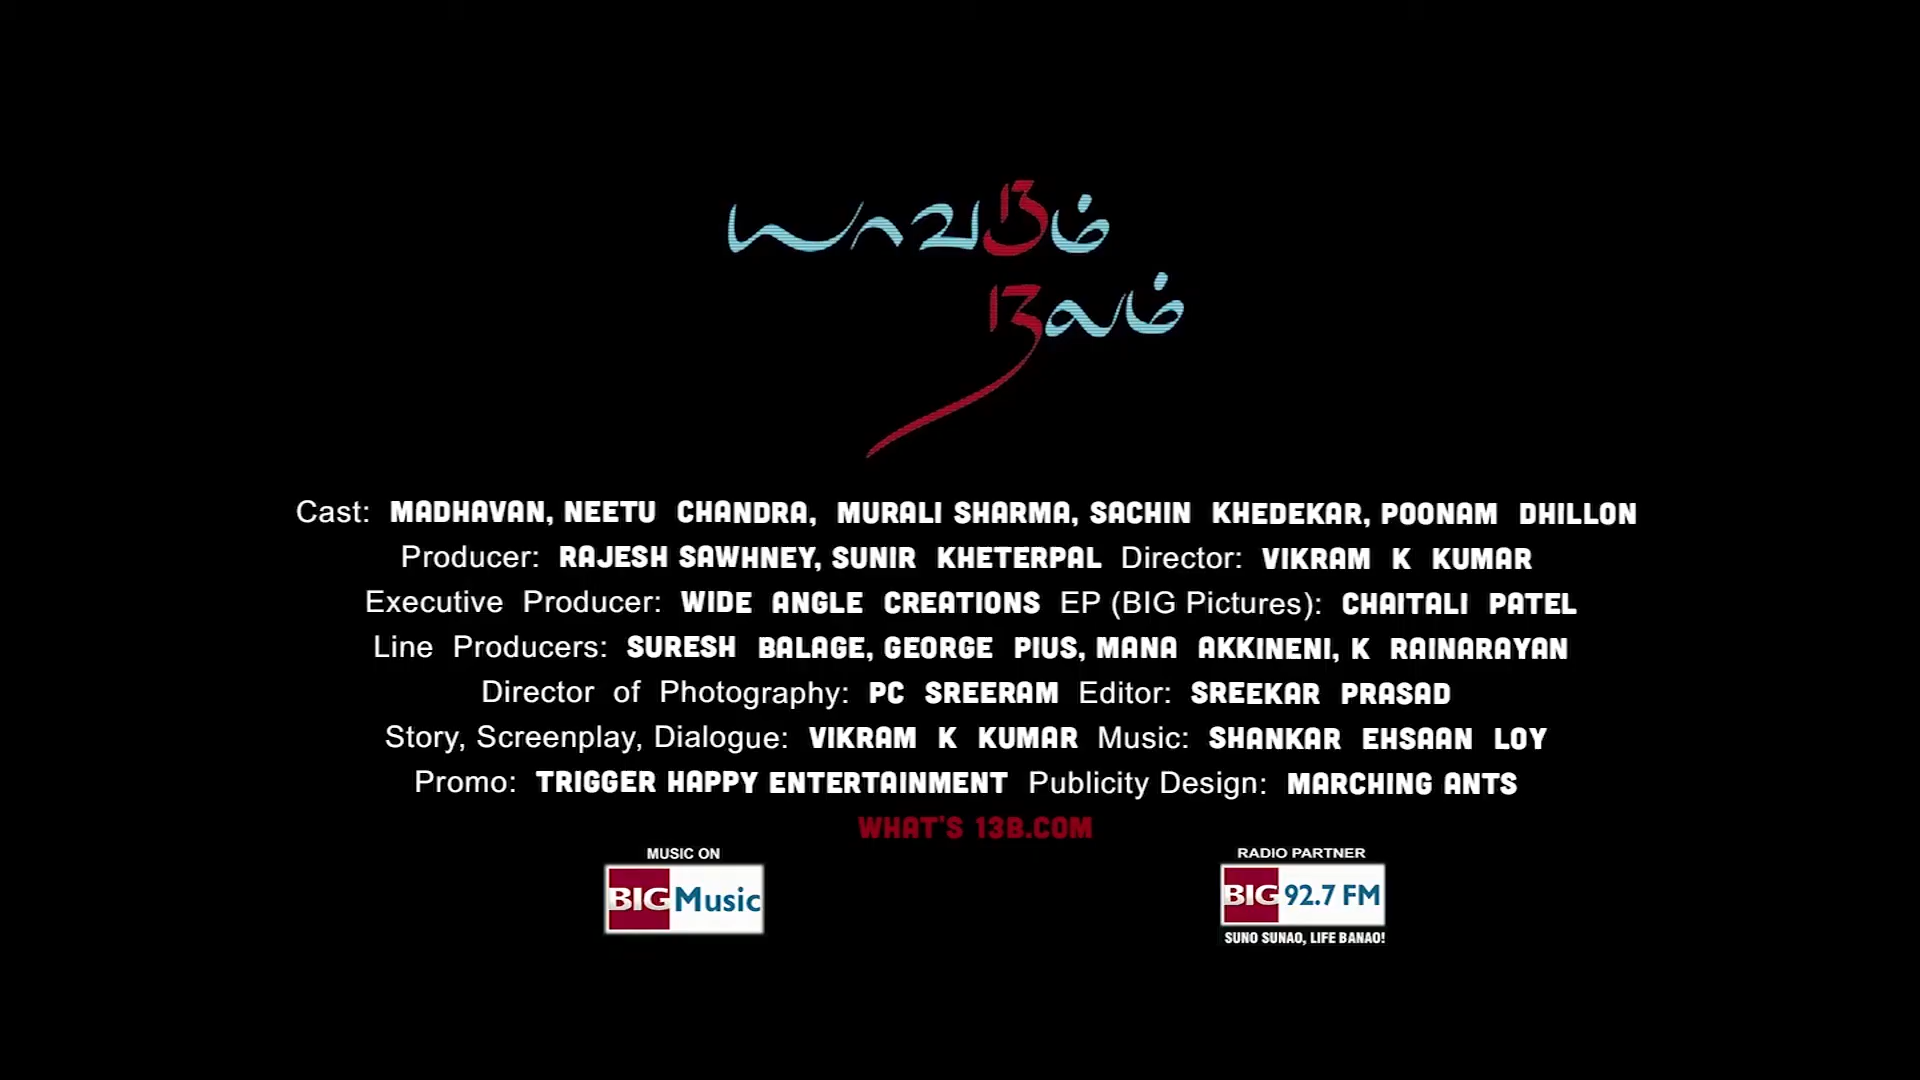 யாவரும்
நலம்
Cast: MADHAVAN, NEETU CHANDRA, MURALI SHARMA, SACHIN KHEDEKAR, POONAM DHILLON
Producer: RAJESH SAWHNEY, SUNIR KHETERPAL Director: VIKRAM K KUMAR
Executive Producer: WIDE ANGLE CREATIONS EP (BIG Pictures): CHAITALI PATEL
Line Producers: SURESH BALAGE, GEORGE PIUS, MANA AKKINENI, K RAINARAYAN
Director of Photography: PC SREERAM Editor: SREEKAR PRASAD
Story, Screenplay, Dialogue: VIKRAM K KUMAR Music: SHANKAR EHSAAN LOY
Promo: TRIGGER HAPPY ENTERTAINMENT Publicity Design: MARCHING ANTS
WHAT'S 13B.COM
MUSIC ON
BIG Music
RADIO PARTNER
BIG 92.7 FM
SUNO SUNAO, LIFE BANAO!